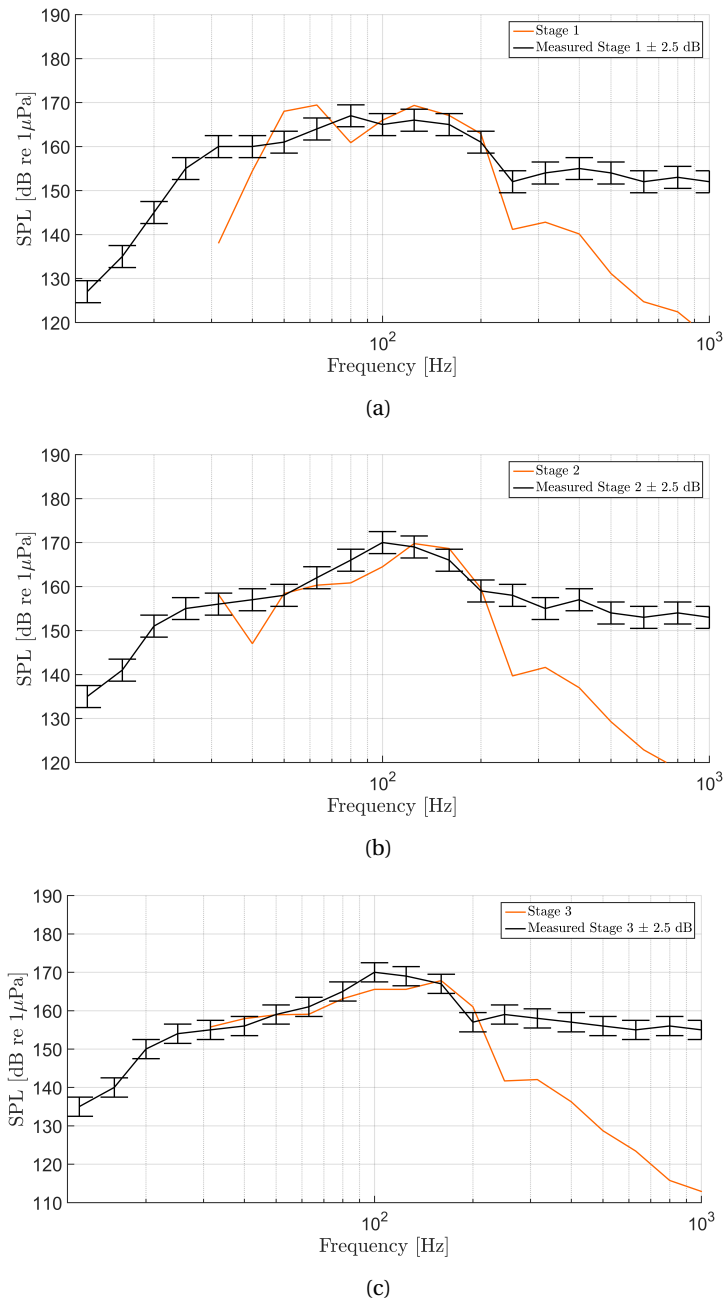 190
180
170
160
150
140
130
120
SPL [dB re 1μPa]
Stage 1
Measured Stage 1 ± 2.5 dB
10² 10³
Frequency [Hz]
(a)
190
180
170
160
150
140
130
120
SPL [dB re 1μPa]
Stage 2
Measured Stage 2 ± 2.5 dB
10² 10³
Frequency [Hz]
(b)
190
180
170
160
150
140
130
120
110
SPL [dB re 1μPa]
Stage 3
Measured Stage 3 ± 2.5 dB
10² 10³
Frequency [Hz]
(c)